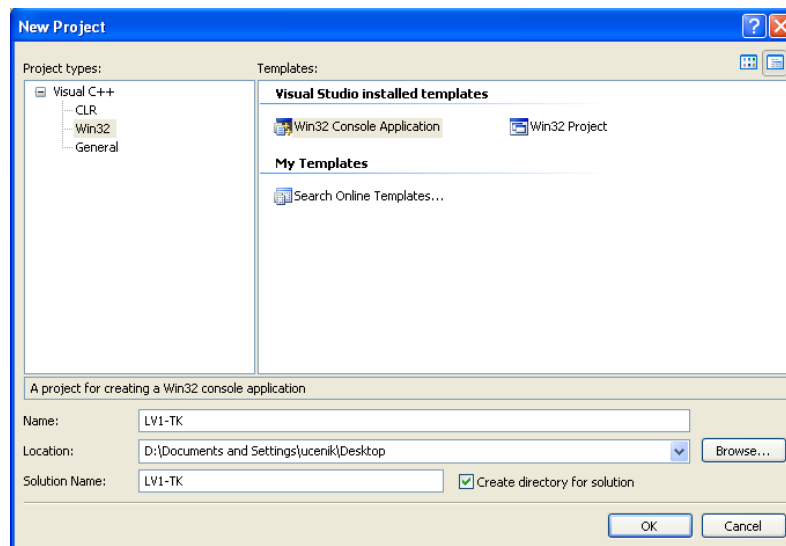 New Project
Project types:
Templates:
Visual C++
CLR
Win32
General
Visual Studio installed templates
Win32 Console Application
Win32 Project
My Templates
Search Online Templates...
A project for creating a Win32 console application
Name:
LV1-TK
Location:
D:\Documents and Settings\ucenik\Desktop
Browse...
Solution Name:
LV1-TK
Create directory for solution
OK
Cancel